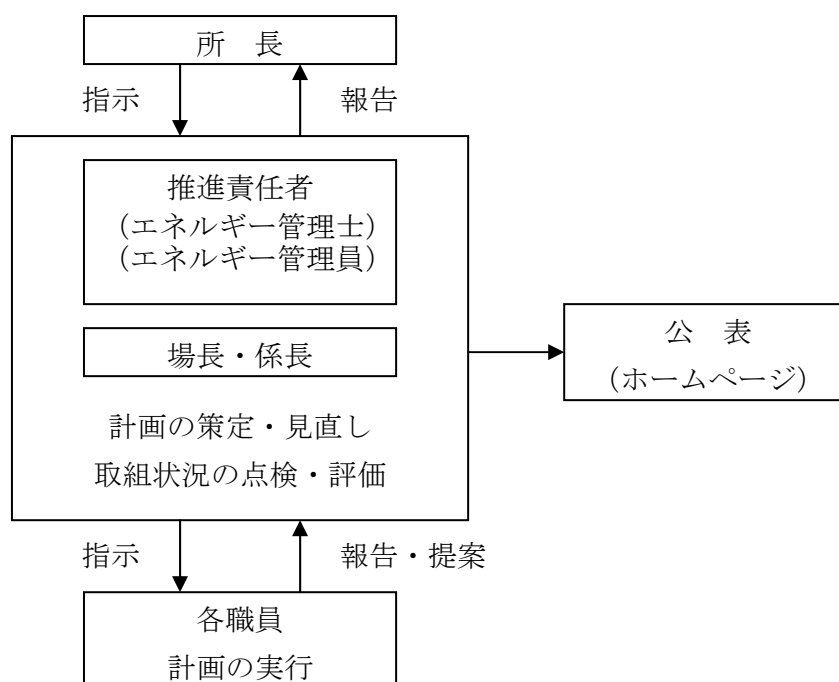 所　長
指示
報告
推進責任者
（エネルギー管理士）
（エネルギー管理員）
場長・係長
計画の策定・見直し
取組状況の点検・評価
公　表
（ホームページ）
指示
報告・提案
各職員
計画の実行